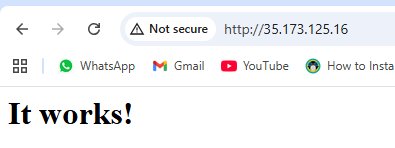 Not secure http://35.173.125.16
WhatsApp Gmail YouTube How to Insta
It works!